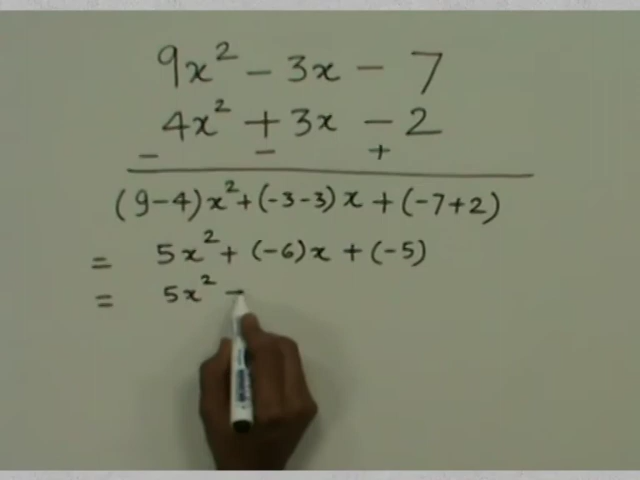 9x² - 3x - 7
4x² + 3x - 2
- - +
(9-4)x² + (-3-3)x + (-7+2)
= 5x² + (-6)x + (-5)
= 5x² -